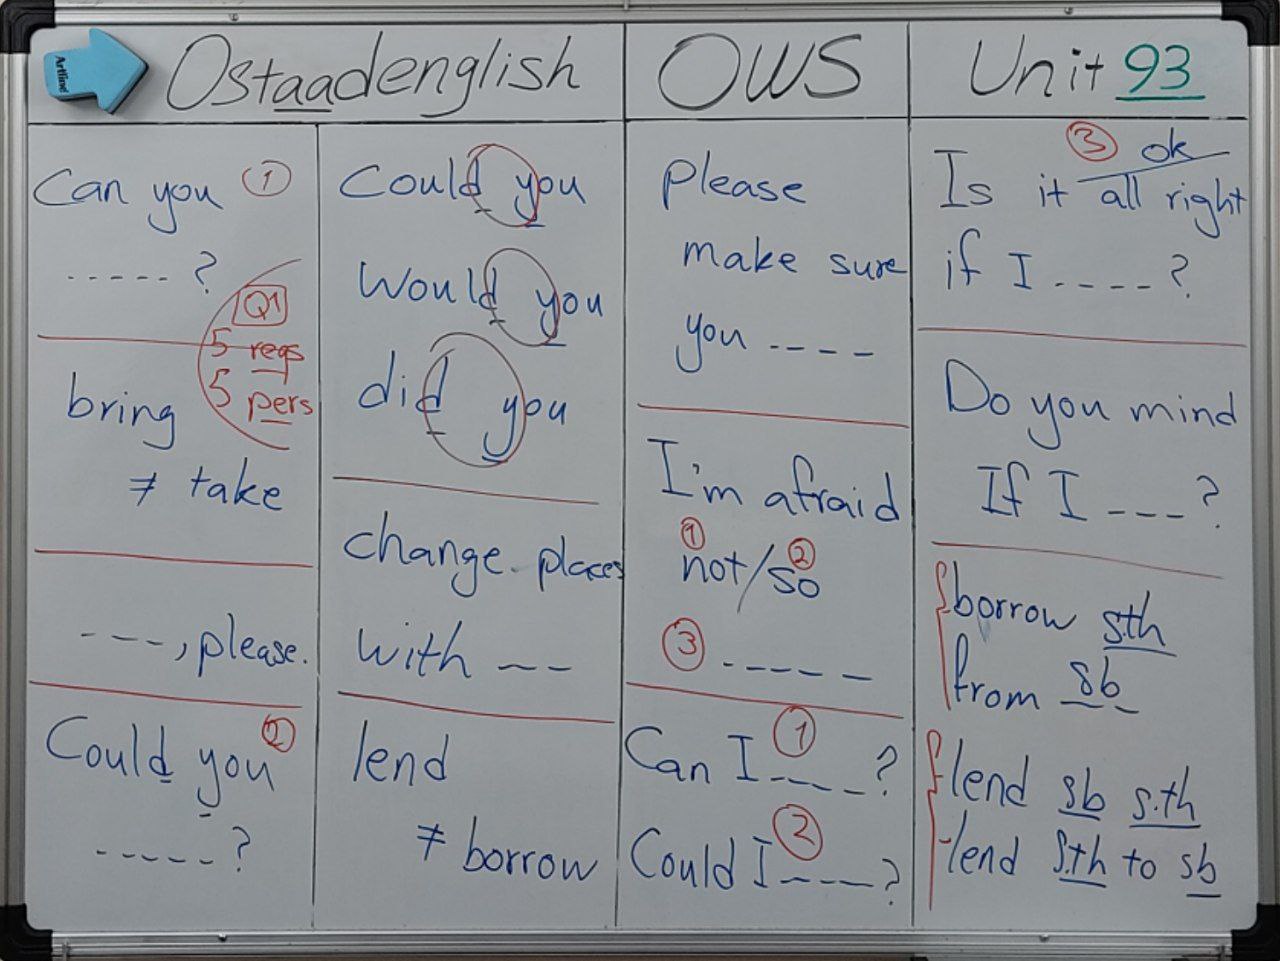 Artline
Ostaadenglish
OWS
Unit 93
Can you ①
-----?
Q1
5 reqs
5 pers
bring
≠ take
---, please.
Could you ②
-----?
Could you
Would you
did you
change places
with --
lend
≠ borrow
please
make sure
you ----
I'm afraid
① not/② so
③ -----
Can I ① ----?
Could I ② ----?
③ ok
Is it all right
if I ----?
Do you mind
If I ---?
borrow s.th
from sb
lend sb s.th
lend s.th to sb